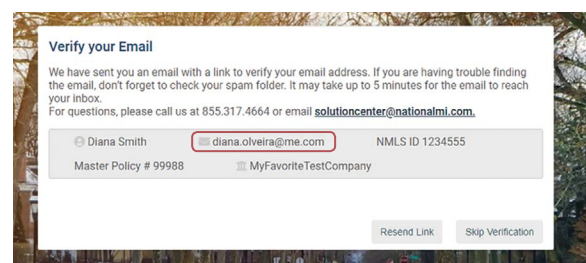 Verify your Email
We have sent you an email with a link to verify your email address. If you are having trouble finding
the email, don't forget to check your spam folder. It may take up to 5 minutes for the email to reach
your inbox.
For questions, please call us at 855.317.4664 or email solutioncenter@nationalmi.com.
Diana Smith diana.olveira@me.com NMLS ID 1234555
Master Policy # 99988 MyFavoriteTestCompany
Resend Link Skip Verification